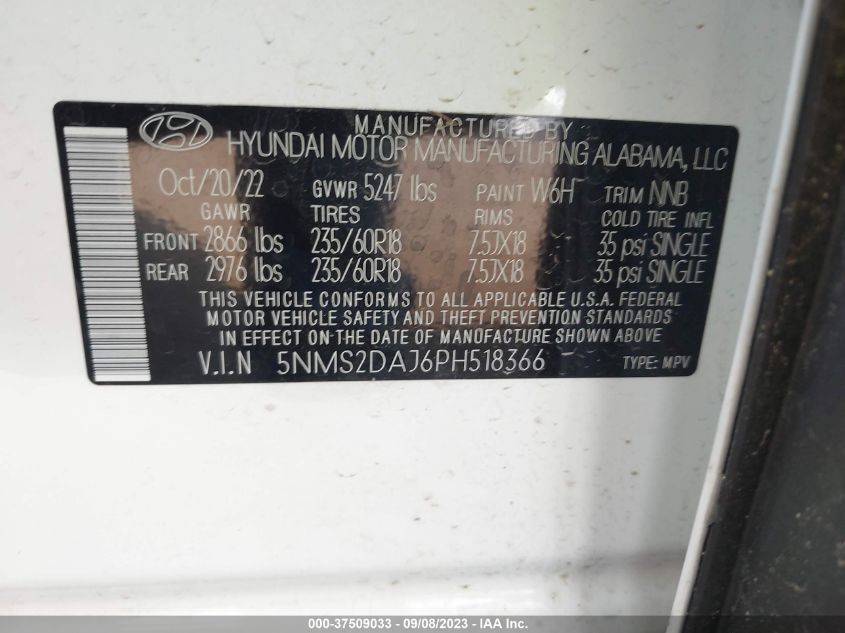 MANUFACTURED BY
HYUNDAI MOTOR MANUFACTURING ALABAMA, LLC
Oct/20/22 GVWR 5247 lbs PAINT W6H TRIM NNB
GAWR TIRES RIMS COLD TIRE INFL
FRONT 2866 lbs 235/60R18 7.5JX18 35 psi SINGLE
REAR 2976 lbs 235/60R18 7.5JX18 35 psi SINGLE
THIS VEHICLE CONFORMS TO ALL APPLICABLE U.S.A. FEDERAL
MOTOR VEHICLE SAFETY AND THEFT PREVENTION STANDARDS
IN EFFECT ON THE DATE OF MANUFACTURE SHOWN ABOVE.
V.I.N 5NMS2DAJ6PH518366 TYPE: MPV
000-37509033 - 09/08/2023 - IAA Inc.